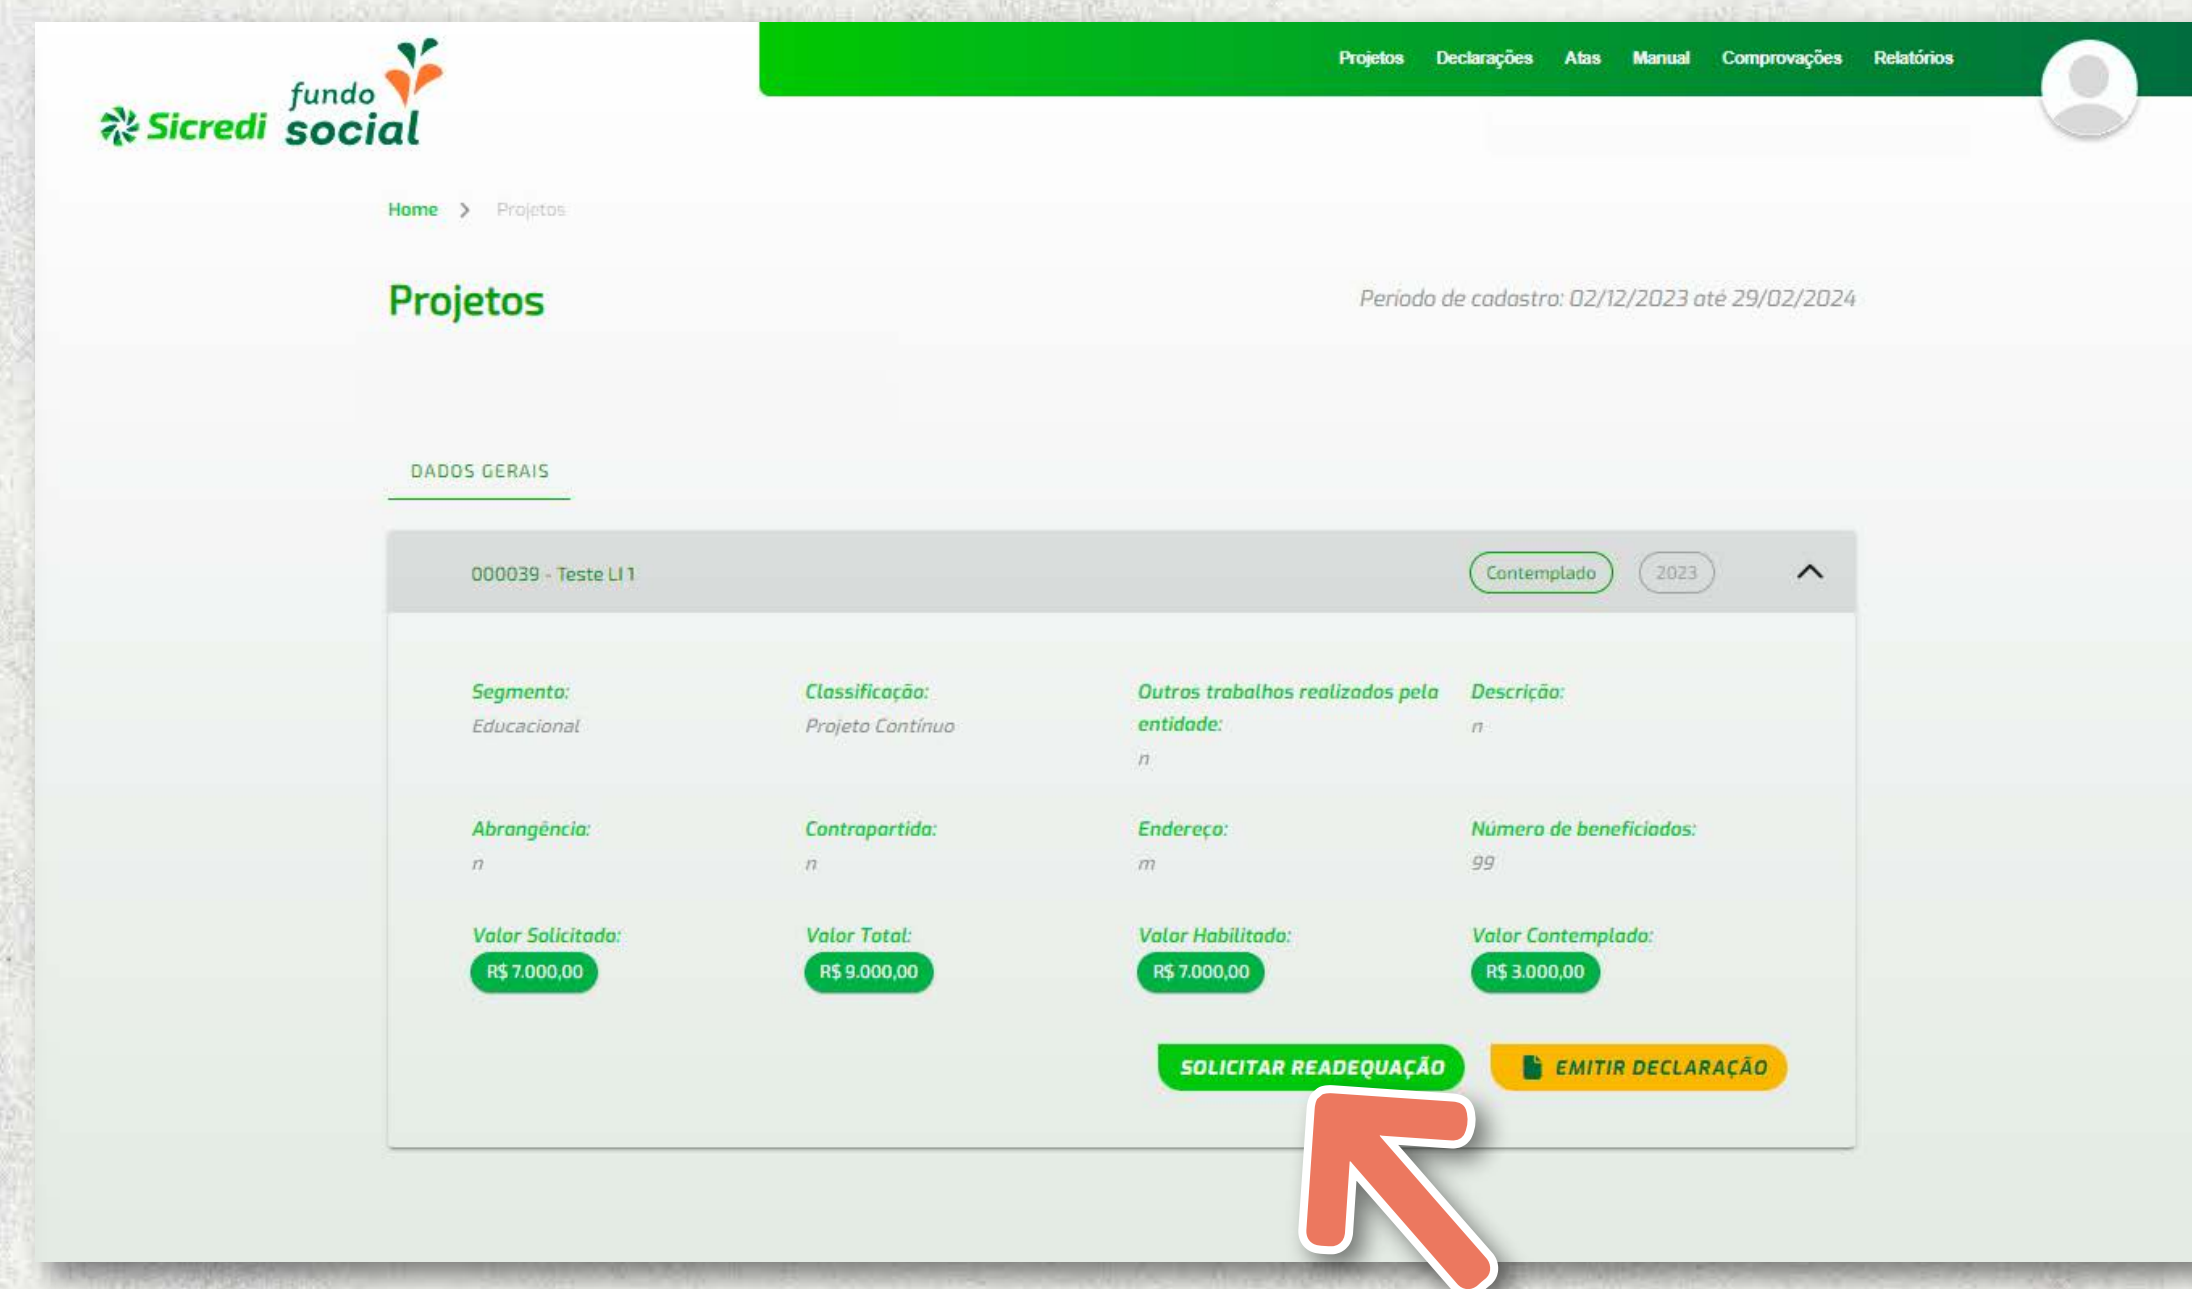 Sicredi fundo social
Projetos Declarações Atas Manual Comprovações Relatórios
Home > Projetos
Projetos
Período de cadastro: 02/12/2023 até 29/02/2024
DADOS GERAIS
000039 - Teste LI 1
Contemplado
2023
Segmento:
Educacional
Classificação:
Projeto Contínuo
Outros trabalhos realizados pela
entidade:
n
Descrição:
n
Abrangência:
n
Contrapartida:
n
Endereço:
m
Número de beneficiados:
99
Valor Solicitado:
R$ 7.000,00
Valor Total:
R$ 9.000,00
Valor Habilitado:
R$ 7.000,00
Valor Contemplado:
R$ 3.000,00
SOLICITAR READEQUAÇÃO
EMITIR DECLARAÇÃO